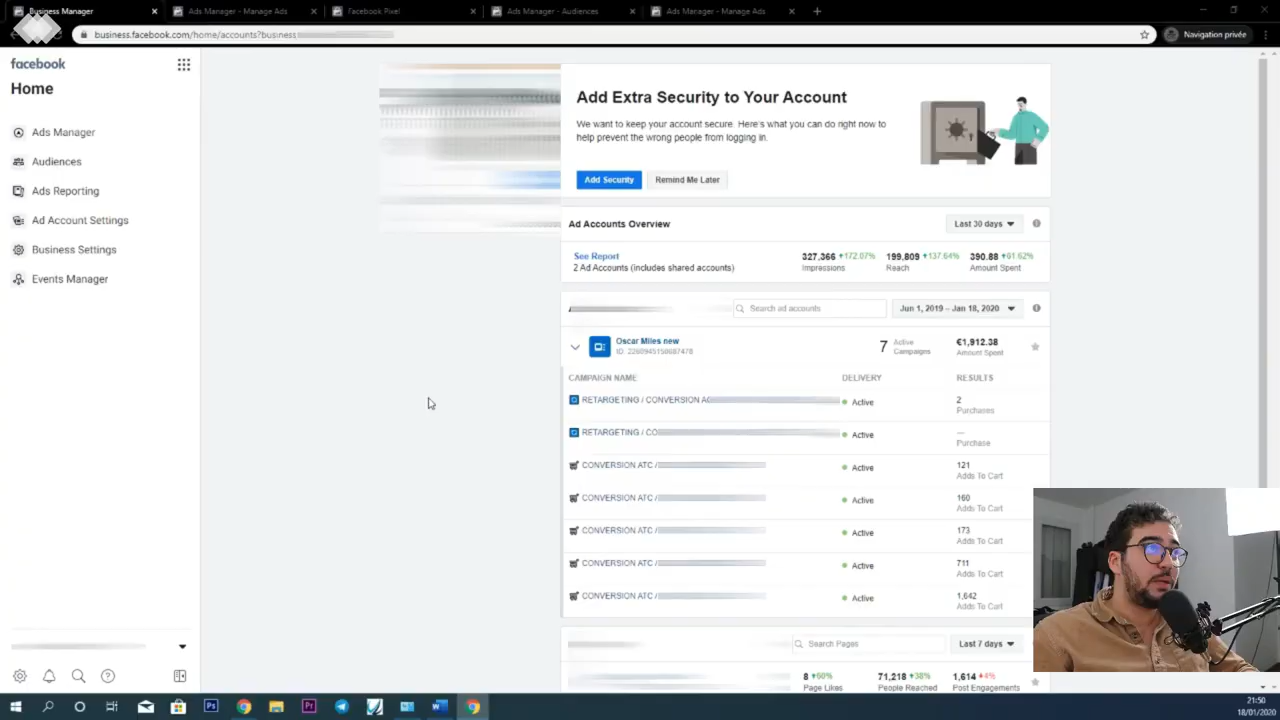 Business Manager
Ads Manager - Manage Ads
Facebook Pixel
Ads Manager - Audiences
Ads Manager - Manage Ads
business.facebook.com/home/accounts?business
Navigation privée
facebook
Home
Ads Manager
Audiences
Ads Reporting
Ad Account Settings
Business Settings
Events Manager
Add Extra Security to Your Account
We want to keep your account secure. Here's what you can do right now to
help prevent the wrong people from logging in.
Add Security
Remind Me Later
Ad Accounts Overview
Last 30 days
See Report
2 Ad Accounts (includes shared accounts)
327,366 +172.07%
Impressions
199,809 +137.64%
Reach
390.88 +61.62%
Amount Spent
Search ad accounts
Jun 1, 2019 – Jan 18, 2020
Oscar Miles new
7
Active
Campaigns
€1,912.38
Amount Spent
CAMPAIGN NAME DELIVERY RESULTS
RETARGETING / CONVERSION Active 2
Purchases
RETARGETING / CO Active —
Purchase
CONVERSION ATC / Active 121
Adds To Cart
CONVERSION ATC / Active 160
Adds To Cart
CONVERSION ATC / Active 173
Adds To Cart
CONVERSION ATC / Active 711
Adds To Cart
CONVERSION ATC / Active 1,642
Adds To Cart
Search Pages
Last 7 days
8 +60%
Page Likes
71,218 +38%
People Reached
1,614 +4%
Post Engagements
21:50
18/01/2020